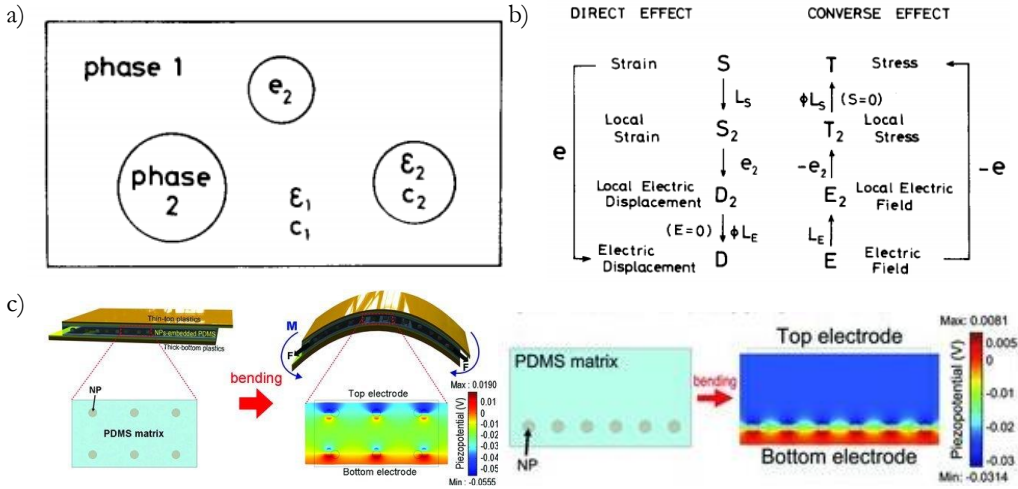 a)
phase 1
e₂
phase
2
ε₁
c₁
ε₂
c₂
b)
DIRECT EFFECT CONVERSE EFFECT
Strain S T Stress
L_S ϕL_S (S=0)
Local
Strain S₂ T₂ Local
Stress
e e₂ -e₂ -e
Local Electric
Displacement D₂ E₂ Local Electric
Field
(E=0) ϕL_E L_E
Electric
Displacement D E Electric
Field
c)
Thin-top plastics
NPs-embedded PDMS
Thick-bottom plastics
NP
PDMS matrix
bending
M
F
F
Top electrode
Bottom electrode
Max : 0.0190
0.01
0
-0.01
-0.02
-0.03
-0.04
-0.05
Min : -0.0555
Piezopotential (V)
PDMS matrix
NP
bending
Top electrode
Bottom electrode
Max: 0.0081
0.005
0
-0.01
-0.02
-0.03
Min: -0.0314
Piezopotential (V)